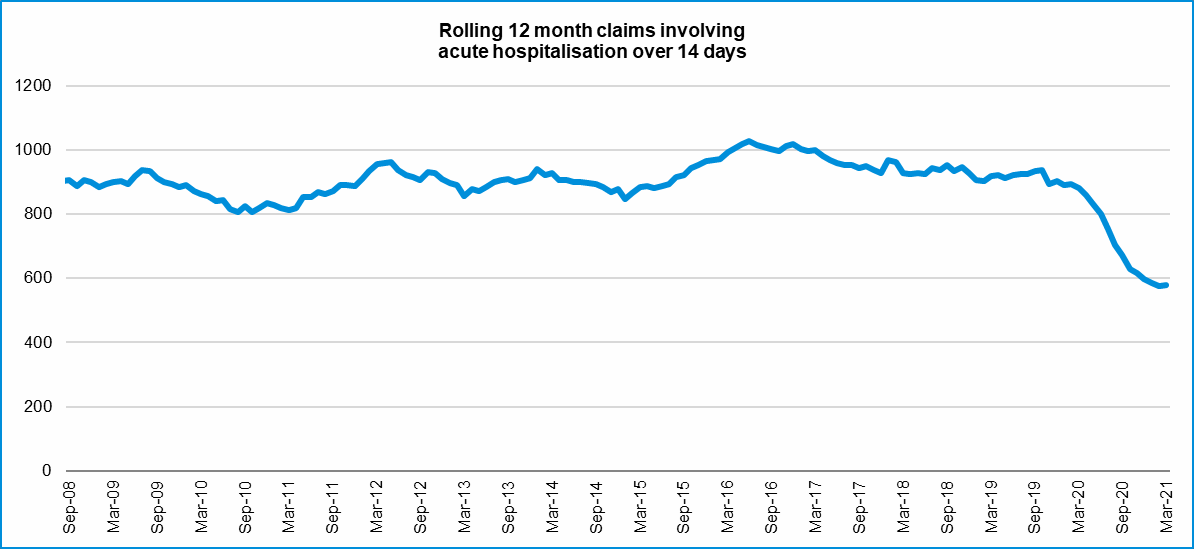 Rolling 12 month claims involving
acute hospitalisation over 14 days
1200
1000
800
600
400
200
0
Sep-08
Mar-09
Sep-09
Mar-10
Sep-10
Mar-11
Sep-11
Mar-12
Sep-12
Mar-13
Sep-13
Mar-14
Sep-14
Mar-15
Sep-15
Mar-16
Sep-16
Mar-17
Sep-17
Mar-18
Sep-18
Mar-19
Sep-19
Mar-20
Sep-20
Mar-21